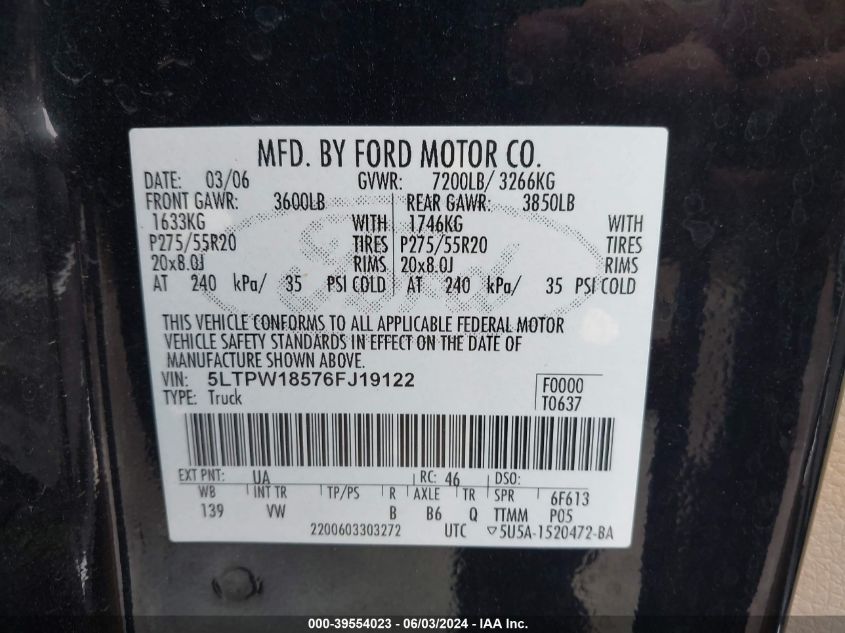 MFD. BY FORD MOTOR CO.
DATE: 03/06 GVWR: 7200LB/ 3266KG
FRONT GAWR: 3600LB REAR GAWR: 3850LB
1633KG WITH 1746KG WITH
P275/55R20 TIRES P275/55R20 TIRES
20x8.0J RIMS 20x8.0J RIMS
AT 240 kPa/ 35 PSI COLD AT 240 kPa/ 35 PSI COLD
THIS VEHICLE CONFORMS TO ALL APPLICABLE FEDERAL MOTOR
VEHICLE SAFETY STANDARDS IN EFFECT ON THE DATE OF
MANUFACTURE SHOWN ABOVE.
VIN: 5LTPW18576FJ19122 F0000
TYPE: Truck T0637
EXT PNT: UA RC: 46 DSO:
WB INT TR TP/PS R AXLE TR SPR 6F613
139 VW B B6 Q TTMM P05
2200603303272 UTC ▽5U5A-1520472-BA
000-39554023 - 06/03/2024 - IAA Inc.